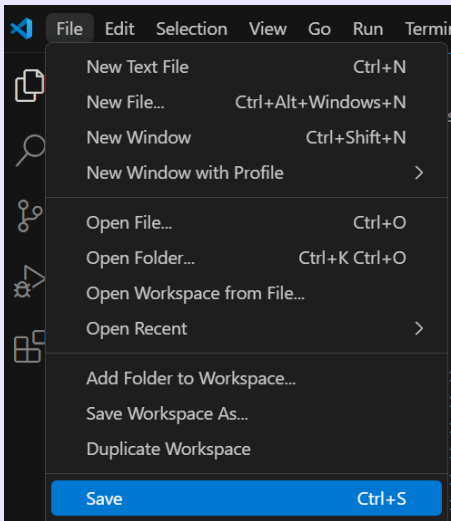 File Edit Selection View Go Run
New Text File Ctrl+N
New File... Ctrl+Alt+Windows+N
New Window Ctrl+Shift+N
New Window with Profile
Open File... Ctrl+O
Open Folder... Ctrl+K Ctrl+O
Open Workspace from File...
Open Recent
Add Folder to Workspace...
Save Workspace As...
Duplicate Workspace
Save Ctrl+S